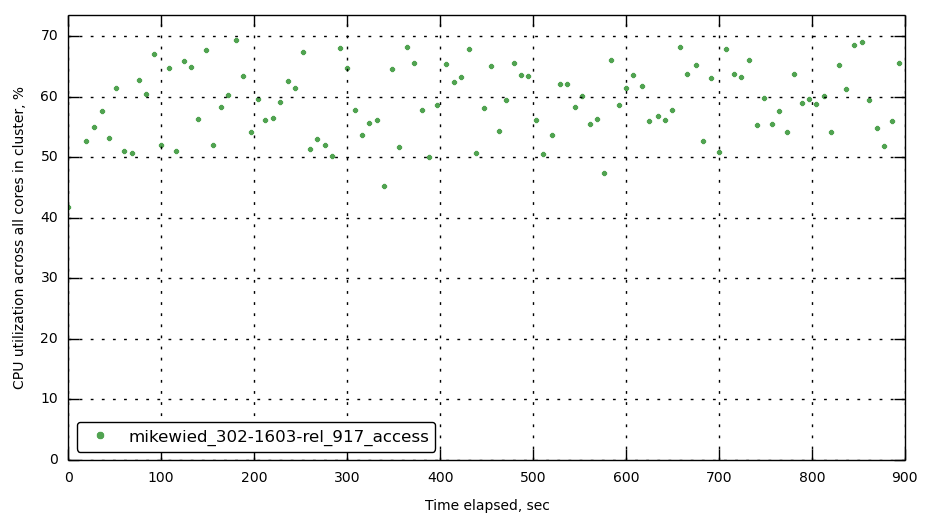 CPU utilization across all cores in cluster, %
70
60
50
40
30
20
10
0
mikewied_302-1603-rel_917_access
0 100 200 300 400 500 600 700 800 900
Time elapsed, sec